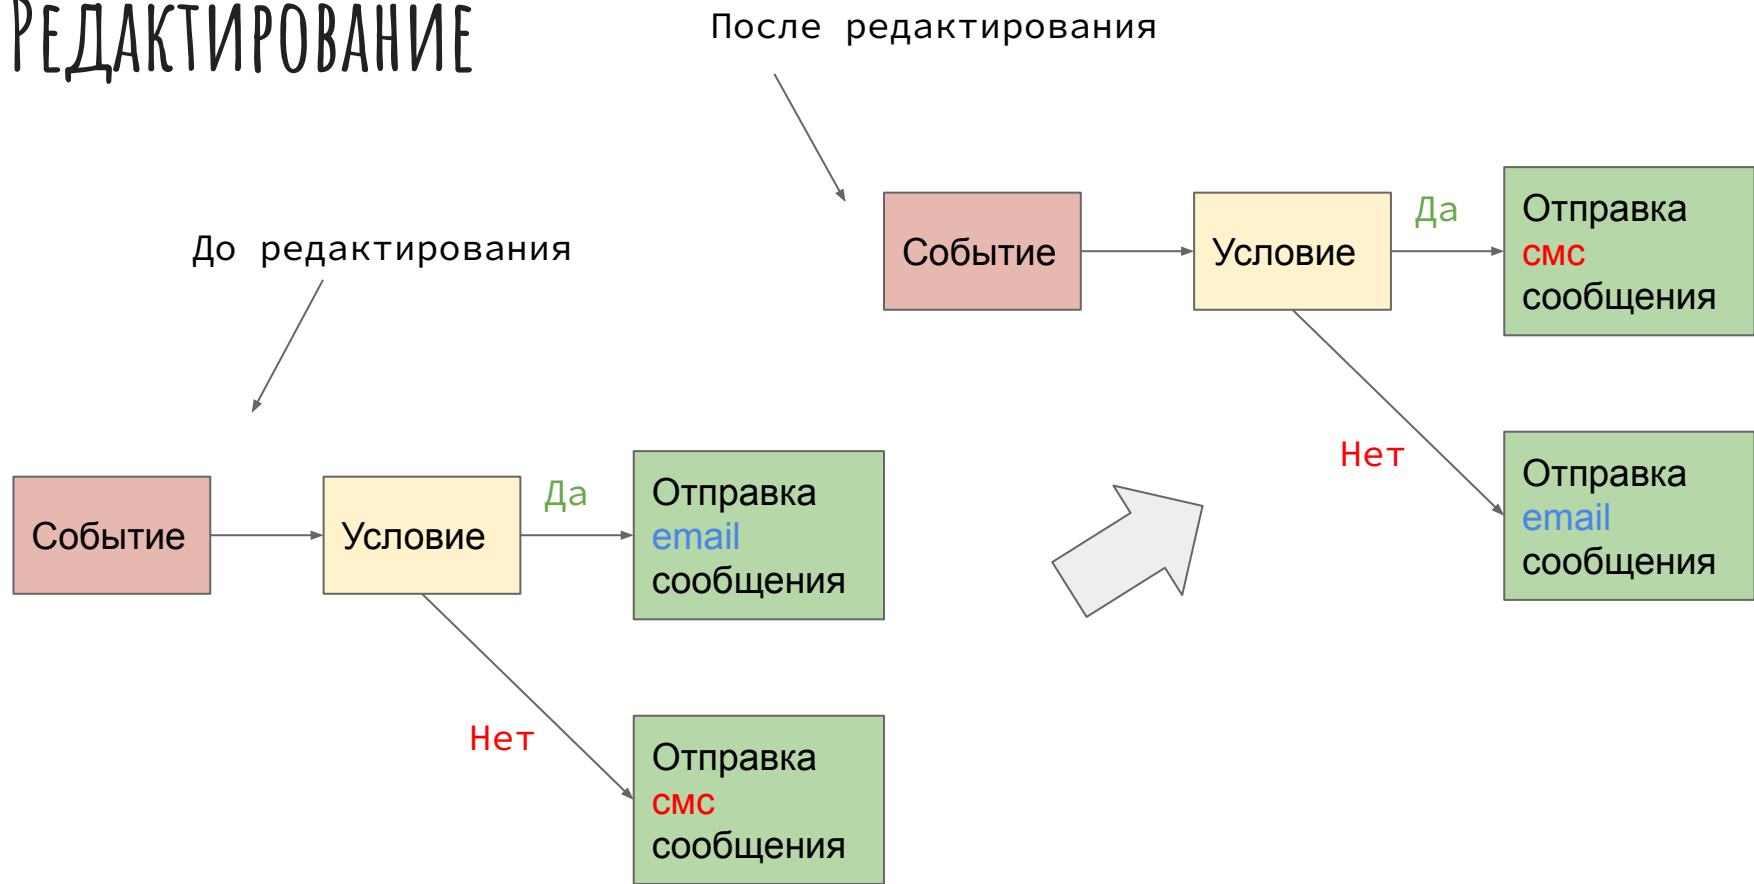 Редактирование
После редактирования
До редактирования
Событие
Условие
Да
Отправка
смс
сообщения
Нет
Отправка
email
сообщения
Событие
Условие
Да
Отправка
email
сообщения
Нет
Отправка
смс
сообщения